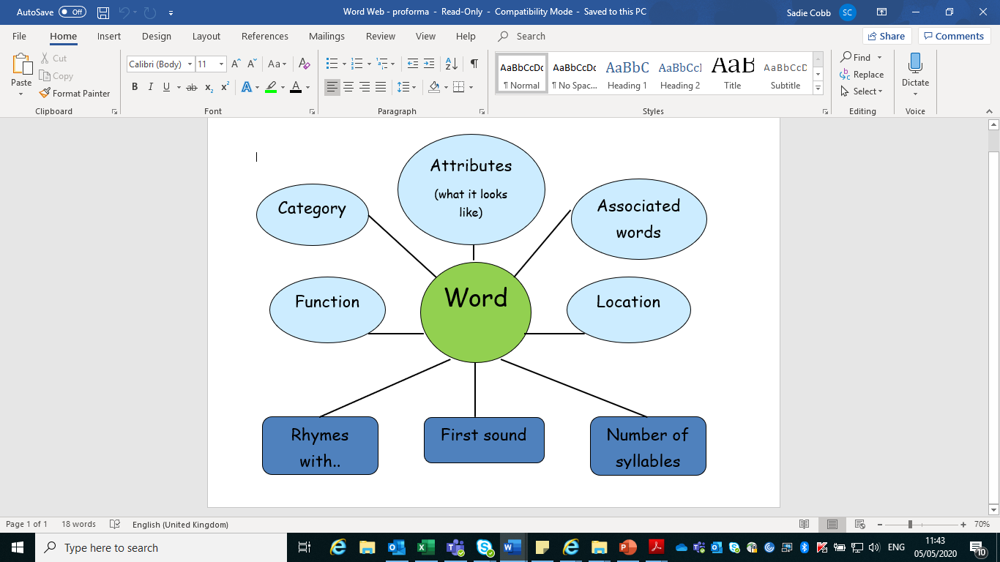 AutoSave Off
Word Web - proforma - Read-Only - Compatibility Mode - Saved to this PC
Sadie Cobb SC
File Home Insert Design Layout References Mailings Review View Help Search
Share Comments
Paste
Cut
Copy
Format Painter
Clipboard
Calibri (Body) 11
Font
Paragraph
AaBbCcDc AaBbCcDc AaBbC AaBbCcI AaB AaBbCcD
¶ Normal ¶ No Spac... Heading 1 Heading 2 Title Subtitle
Styles
Find
Replace
Select
Editing
Dictate
Voice
Attributes
(what it looks
like)
Category
Associated
words
Function
Word
Location
Rhymes
with..
First sound
Number of
syllables
Page 1 of 1 18 words English (United Kingdom)
70%
Type here to search
ENG
11:43
05/05/2020
10